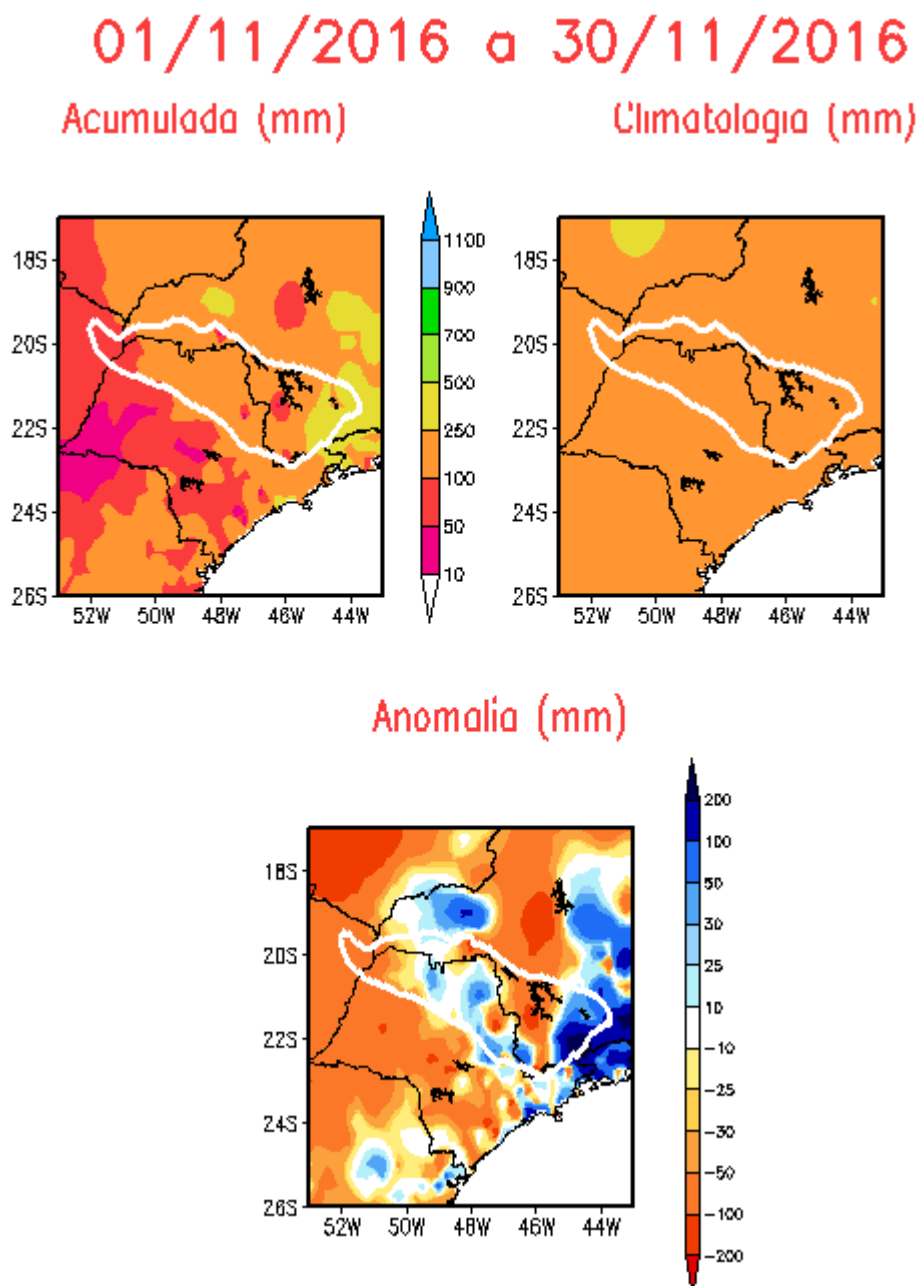 01/11/2016 a 30/11/2016
Acumulada (mm)
Climatologia (mm)
18S
20S
22S
24S
26S
52W 50W 48W 46W 44W
1100
900
700
500
250
100
50
10
18S
20S
22S
24S
26S
52W 50W 48W 46W 44W
Anomalia (mm)
18S
20S
22S
24S
26S
52W 50W 48W 46W 44W
200
100
50
30
25
10
-10
-25
-30
-50
-100
-200